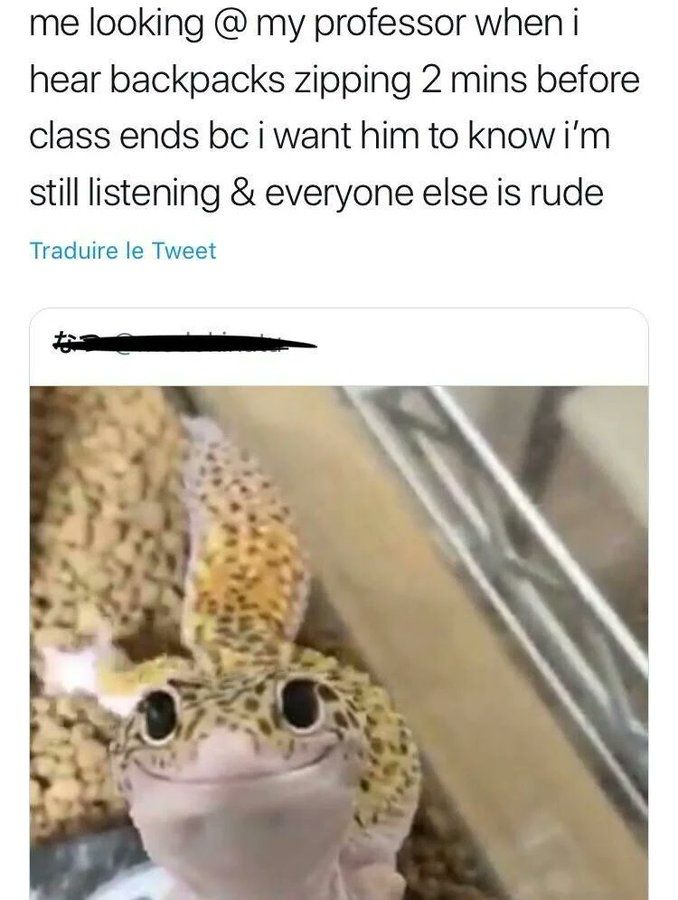 me looking @ my professor when i
hear backpacks zipping 2 mins before
class ends bc i want him to know i’m
still listening & everyone else is rude
Traduire le Tweet